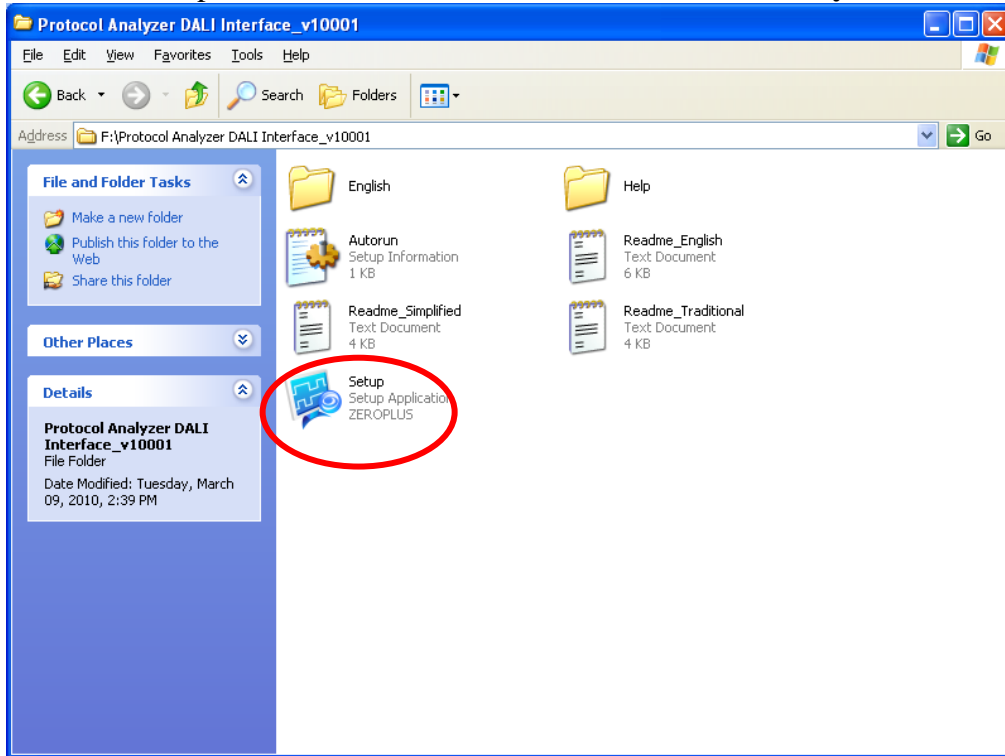 Protocol Analyzer DALI Interface_v10001
File Edit View Favorites Tools Help
Back Search Folders
Address F:\Protocol Analyzer DALI Interface_v10001 Go
File and Folder Tasks
Make a new folder
Publish this folder to the
Web
Share this folder
Other Places
Details
Protocol Analyzer DALI
Interface_v10001
File Folder
Date Modified: Tuesday, March
09, 2010, 2:39 PM
English
Help
Autorun
Setup Information
1 KB
Readme_English
Text Document
6 KB
Readme_Simplified
Text Document
4 KB
Readme_Traditional
Text Document
4 KB
Setup
Setup Application
ZEROPLUS